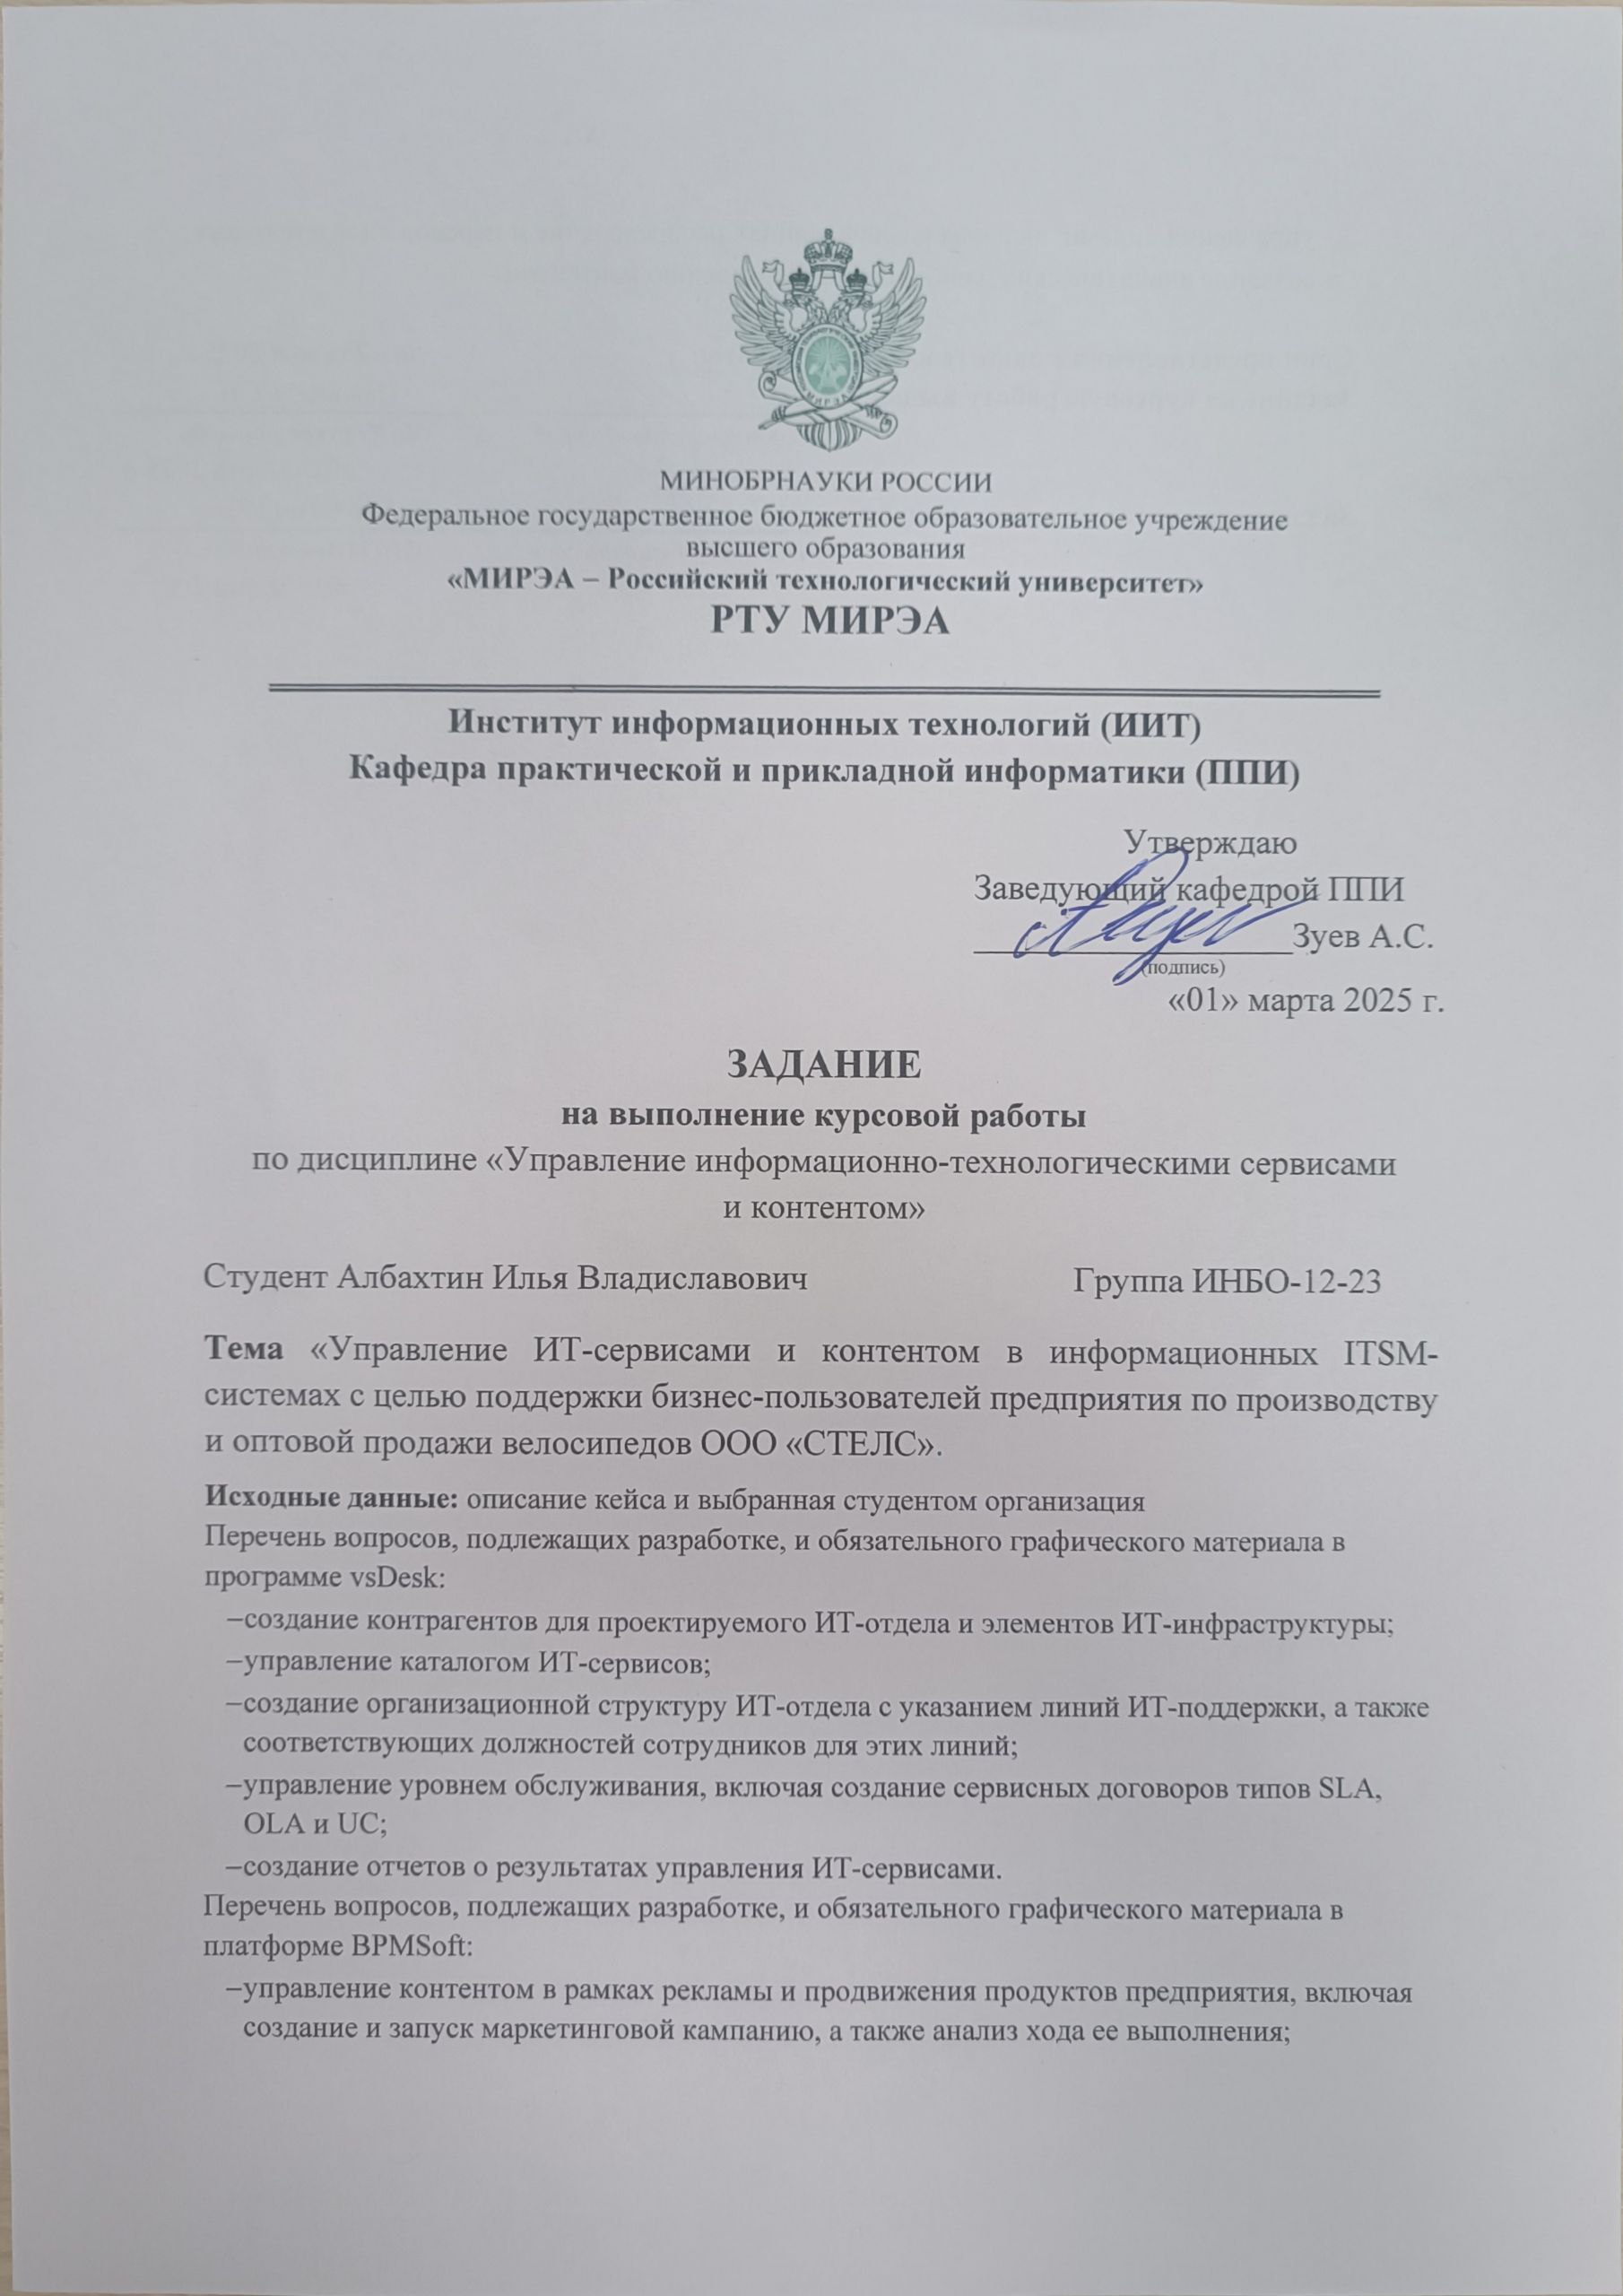 МИНОБРНАУКИ РОССИИ
Федеральное государственное бюджетное образовательное учреждение
высшего образования
«МИРЭА – Российский технологический университет»
РТУ МИРЭА
Институт информационных технологий (ИИТ)
Кафедра практической и прикладной информатики (ППИ)
Утверждаю
Заведующий кафедрой ППИ
Зуев А.С.
(подпись)
«01» марта 2025 г.
ЗАДАНИЕ
на выполнение курсовой работы
по дисциплине «Управление информационно-технологическими сервисами
и контентом»
Студент Албахтин Илья Владиславович Группа ИНБО-12-23
Тема «Управление ИТ-сервисами и контентом в информационных ITSM-
системах с целью поддержки бизнес-пользователей предприятия по производству
и оптовой продажи велосипедов ООО «СТЕЛС».
Исходные данные: описание кейса и выбранная студентом организация
Перечень вопросов, подлежащих разработке, и обязательного графического материала в
программе vsDesk:
–создание контрагентов для проектируемого ИТ-отдела и элементов ИТ-инфраструктуры;
–управление каталогом ИТ-сервисов;
–создание организационной структуру ИТ-отдела с указанием линий ИТ-поддержки, а также
соответствующих должностей сотрудников для этих линий;
–управление уровнем обслуживания, включая создание сервисных договоров типов SLA,
OLA и UC;
–создание отчетов о результатах управления ИТ-сервисами.
Перечень вопросов, подлежащих разработке, и обязательного графического материала в
платформе BPMSoft:
–управление контентом в рамках рекламы и продвижения продуктов предприятия, включая
создание и запуск маркетинговой кампанию, а также анализ хода ее выполнения;